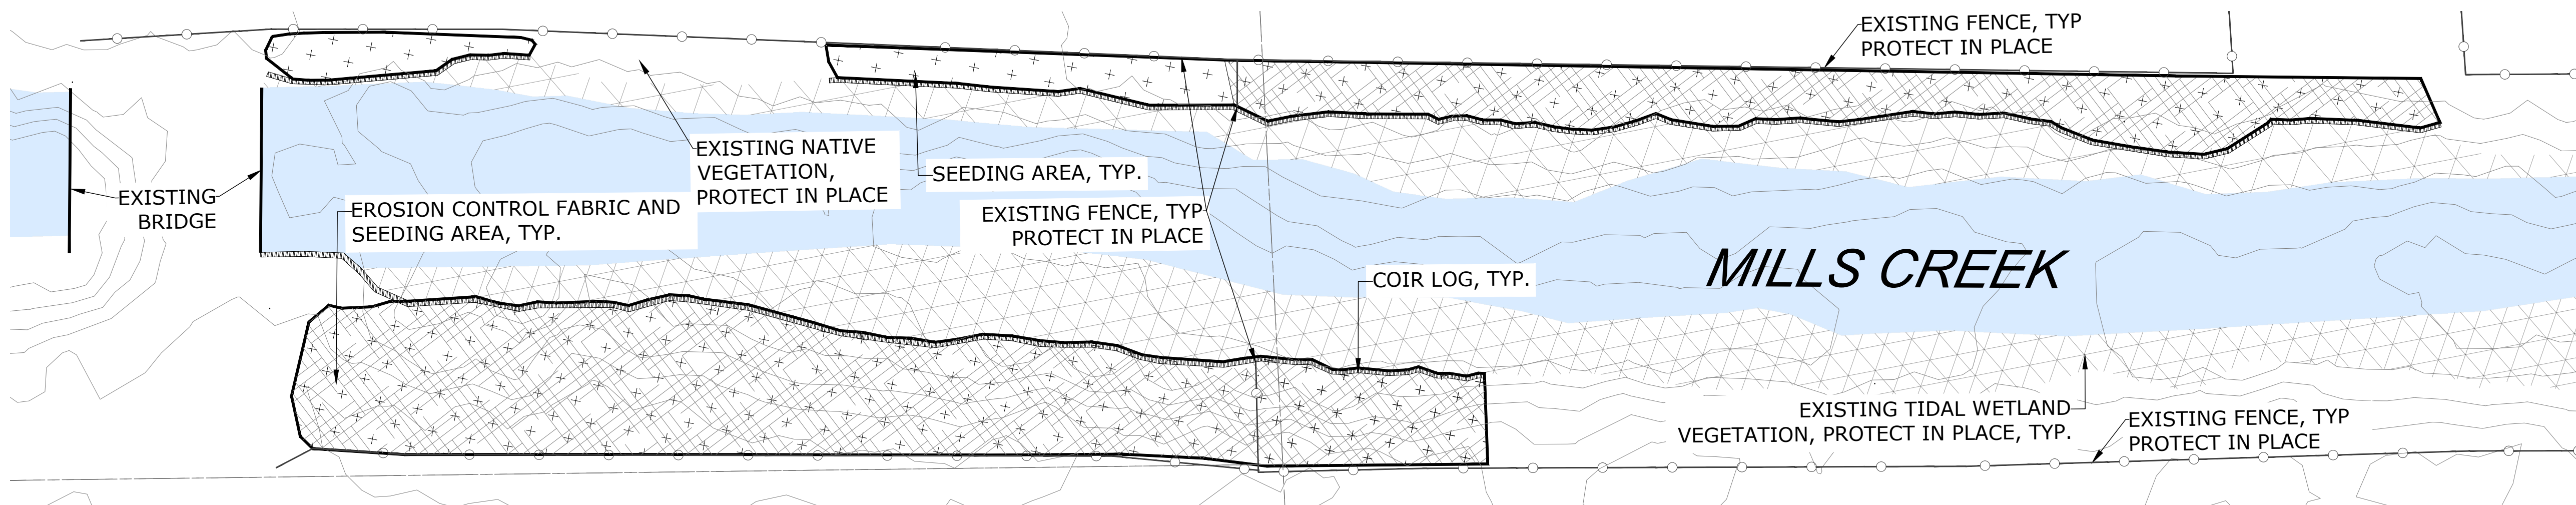 EXISTING FENCE, TYP
PROTECT IN PLACE
EXISTING NATIVE
VEGETATION,
PROTECT IN PLACE
SEEDING AREA, TYP.
EXISTING
BRIDGE
EROSION CONTROL FABRIC AND
SEEDING AREA, TYP.
EXISTING FENCE, TYP
PROTECT IN PLACE
COIR LOG, TYP.
MILLS CREEK
EXISTING TIDAL WETLAND
VEGETATION, PROTECT IN PLACE, TYP.
EXISTING FENCE, TYP
PROTECT IN PLACE